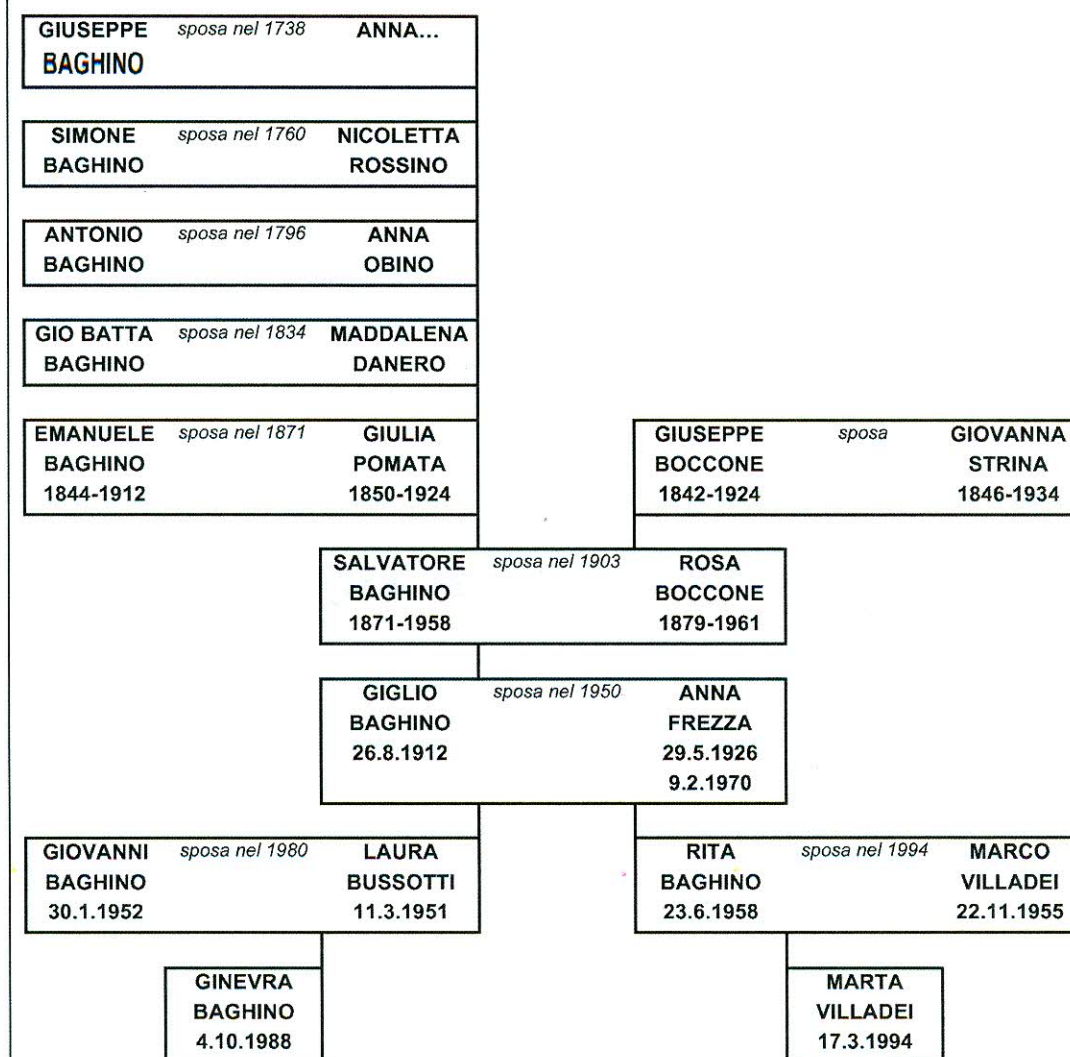 GIUSEPPE sposa nel 1738 ANNA...
BAGHINO
SIMONE sposa nel 1760 NICOLETTA
BAGHINO ROSSINO
ANTONIO sposa nel 1796 ANNA
BAGHINO OBINO
GIO BATTA sposa nel 1834 MADDALENA
BAGHINO DANERO
EMANUELE sposa nel 1871 GIULIA
BAGHINO POMATA
1844-1912 1850-1924
GIUSEPPE sposa GIOVANNA
BOCCONE STRINA
1842-1924 1846-1934
SALVATORE sposa nel 1903 ROSA
BAGHINO BOCCONE
1871-1958 1879-1961
GIGLIO sposa nel 1950 ANNA
BAGHINO FREZZA
26.8.1912 29.5.1926
9.2.1970
GIOVANNI sposa nel 1980 LAURA
BAGHINO BUSSOTTI
30.1.1952 11.3.1951
RITA sposa nel 1994 MARCO
BAGHINO VILLADEI
23.6.1958 22.11.1955
GINEVRA
BAGHINO
4.10.1988
MARTA
VILLADEI
17.3.1994